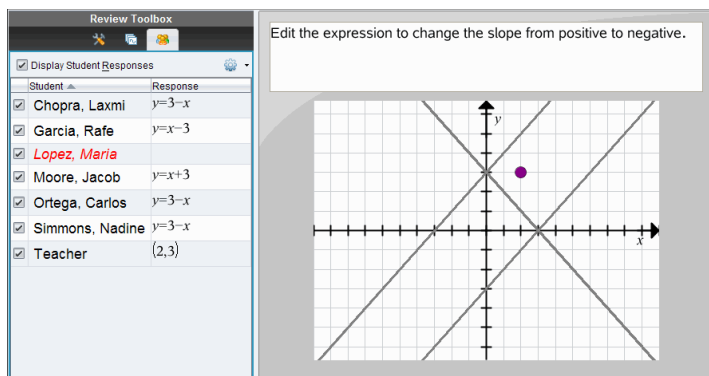 Review Toolbox
Display Student Responses
Student Response
Chopra, Laxmi y=3−x
Garcia, Rafe y=x−3
Lopez, Maria
Moore, Jacob y=x+3
Ortega, Carlos y=3−x
Simmons, Nadine y=3−x
Teacher (2,3)
Edit the expression to change the slope from positive to negative.
y
x